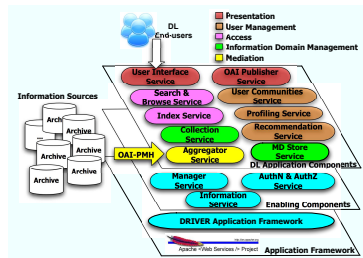 DL
End-users
Presentation
User Management
Access
Information Domain Management
Mediation
User Interface
Service
OAI Publisher
Service
Information Sources
Search &
Browse Service
User Communities
Service
Index Service
Profiling Service
Archive
Archive
Archive
Archive
Archive
Archive
Archive
Collection
Service
Recommendation
Service
OAI-PMH
Aggregator
Service
MD Store
Service
DL Application Components
Manager
Service
AuthN & AuthZ
Service
Information
Service
Enabling Components
DRIVER Application Framework
Apache <Web Services /> Project
Application Framework